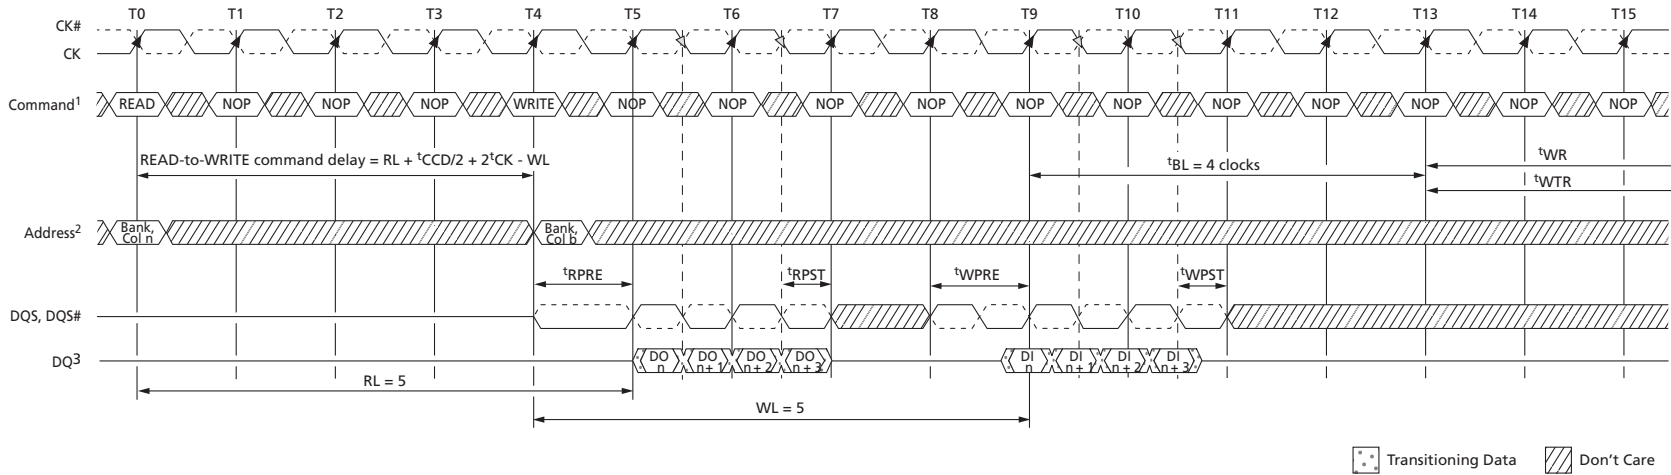 T0 T1 T2 T3 T4 T5 T6 T7 T8 T9 T10 T11 T12 T13 T14 T15
CK#
CK
Command1 READ NOP NOP NOP WRITE NOP NOP NOP NOP NOP NOP NOP NOP NOP NOP NOP
READ-to-WRITE command delay = RL + tCCD/2 + 2tCK - WL
tBL = 4 clocks
tWR
tWTR
Address2 Bank, Col n Bank, Col b
tRPRE tRPST tWPRE tWPST
DQS, DQS#
DQ3 DO n DO n + 1 DO n + 2 DO n + 3 DI n DI n + 1 DI n + 2 DI n + 3
RL = 5
WL = 5
Transitioning Data Don't Care